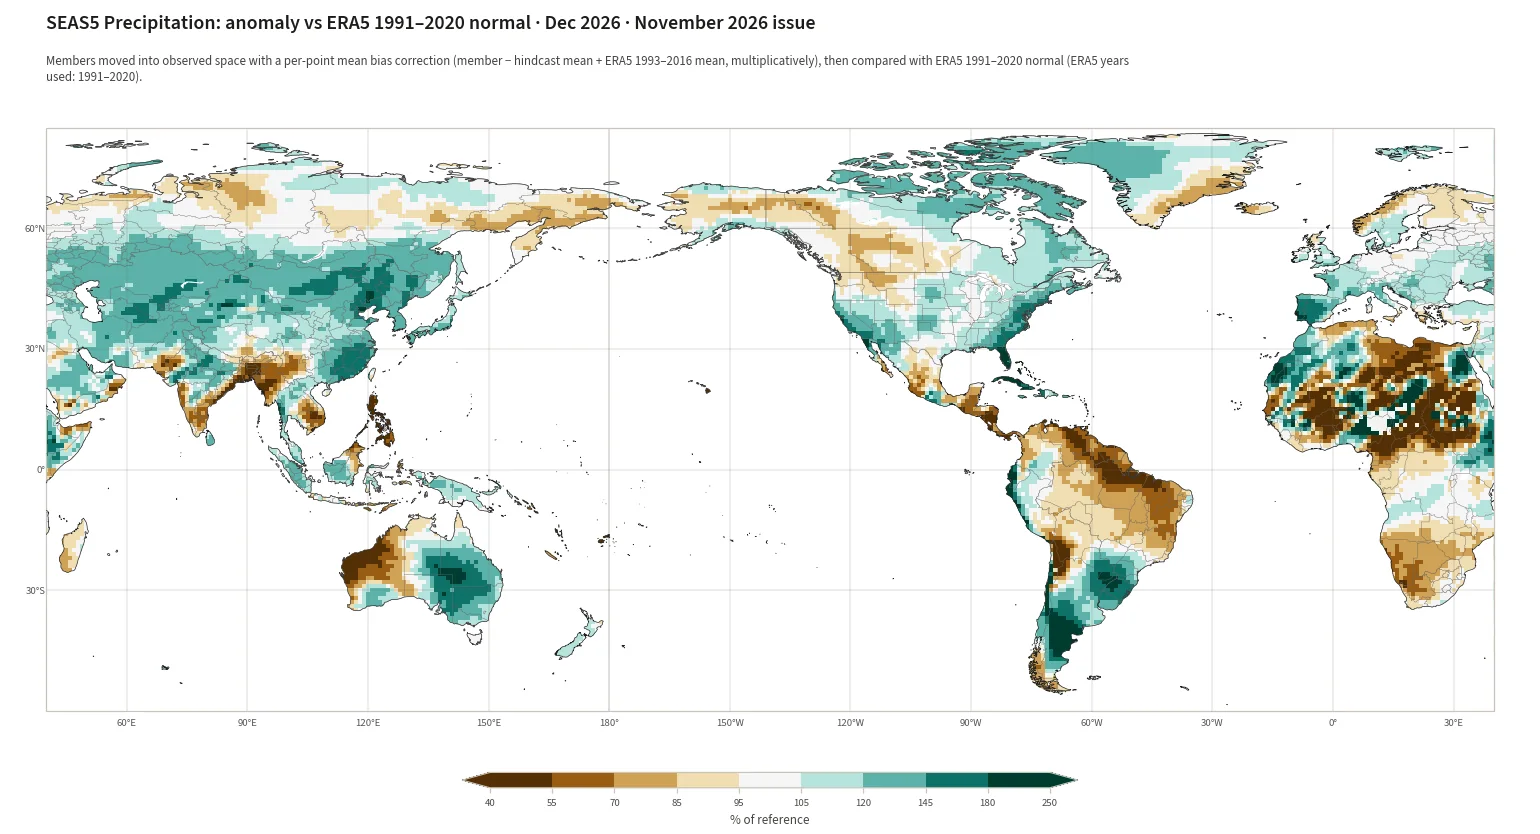 SEAS5 Precipitation: anomaly vs ERA5 1991–2020 normal · Dec 2026 · November 2026 issue
Members moved into observed space with a per-point mean bias correction (member − hindcast mean + ERA5 1993–2016 mean, multiplicatively), then compared with ERA5 1991–2020 normal (ERA5 years
used: 1991–2020).
60°N
30°N
0°
30°S
60°E 90°E 120°E 150°E 180° 150°W 120°W 90°W 60°W 30°W 0° 30°E
40 55 70 85 95 105 120 145 180 250
% of reference